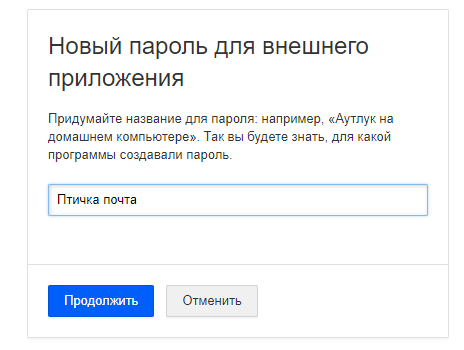 Новый пароль для внешнего
приложения
Придумайте название для пароля: например, «Аутлук на
домашнем компьютере». Так вы будете знать, для какой
программы создавали пароль.
Птичка почта
Продолжить
Отменить